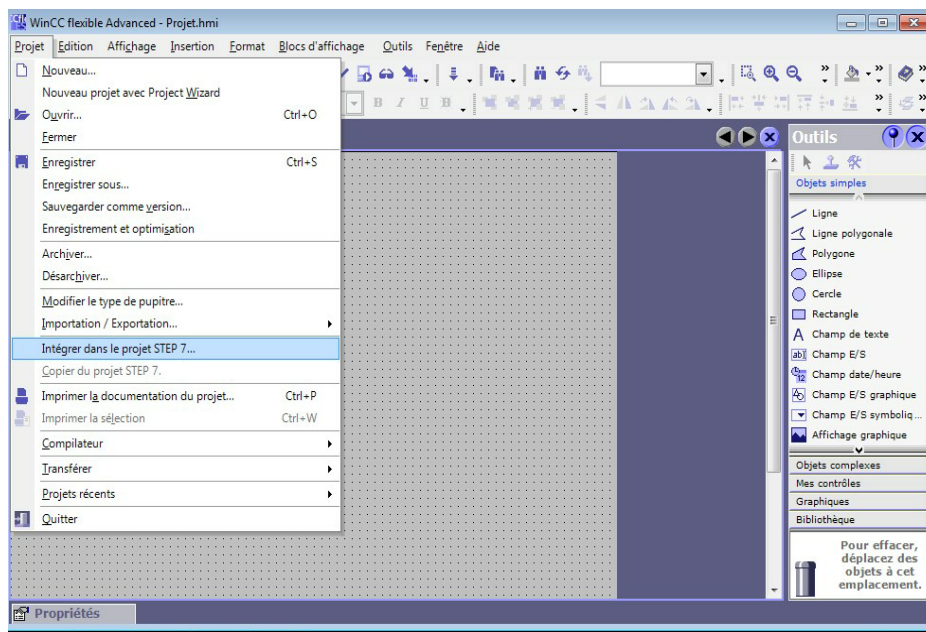 WinCC flexible Advanced - Projet.hmi
Projet Edition Affichage Insertion Format Blocs d'affichage Outils Fenêtre Aide
Nouveau...
Nouveau projet avec Project Wizard
Ouvrir... Ctrl+O
Fermer
Enregistrer Ctrl+S
Enregistrer sous...
Sauvegarder comme version...
Enregistrement et optimisation
Archiver...
Désarchiver...
Modifier le type de pupitre...
Importation / Exportation...
Intégrer dans le projet STEP 7...
Copier du projet STEP 7.
Imprimer la documentation du projet... Ctrl+P
Imprimer la sélection Ctrl+W
Compilateur
Transférer
Projets récents
Quitter
B I U
Outils
Objets simples
Ligne
Ligne polygonale
Polygone
Ellipse
Cercle
Rectangle
A Champ de texte
ab Champ E/S
12 Champ date/heure
Champ E/S graphique
Champ E/S symboliq...
Affichage graphique
Objets complexes
Mes contrôles
Graphiques
Bibliothèque
Pour effacer,
déplacez des
objets à cet
emplacement.
Propriétés